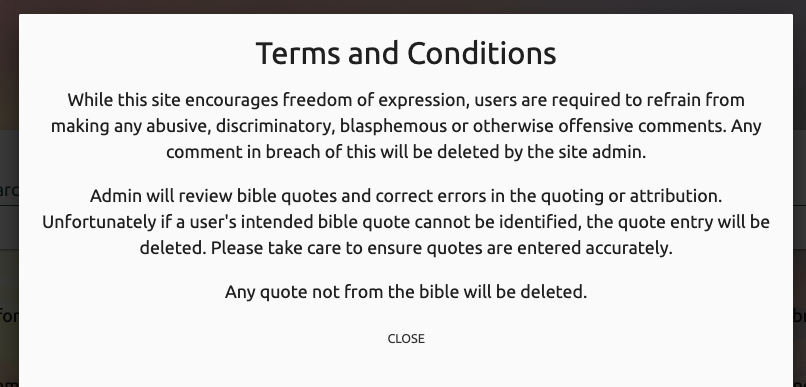 Terms and Conditions
While this site encourages freedom of expression, users are required to refrain from
making any abusive, discriminatory, blasphemous or otherwise offensive comments. Any
comment in breach of this will be deleted by the site admin.
Admin will review bible quotes and correct errors in the quoting or attribution.
Unfortunately if a user's intended bible quote cannot be identified, the quote entry will be
deleted. Please take care to ensure quotes are entered accurately.
Any quote not from the bible will be deleted.
CLOSE